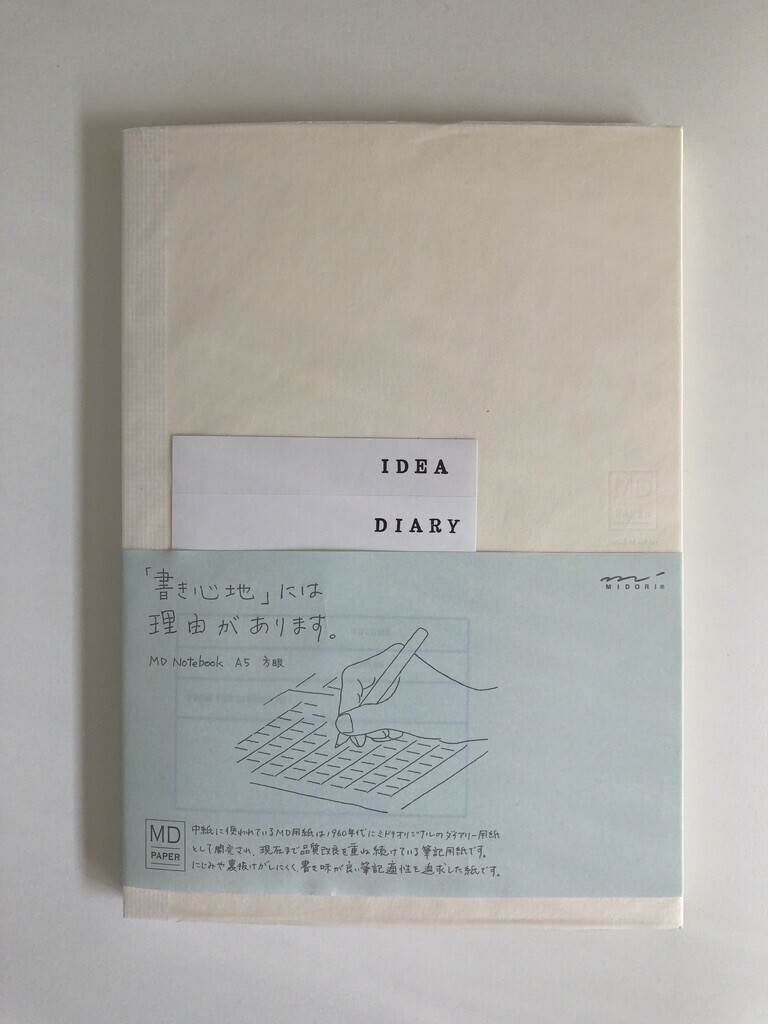 IDEA
DIARY
MIDORI®
「書き心地」には
理由があります。
MD Notebook A5 方眼
MD
PAPER
中紙に使われているMD用紙は1960年代にミドリオリジナルのダイアリー用紙
として開発され、現在まで品質改良を重ね続けている筆記用紙です。
にじみや裏抜けがしにくく、書き味が良い筆記適性を追求した紙です。
MD